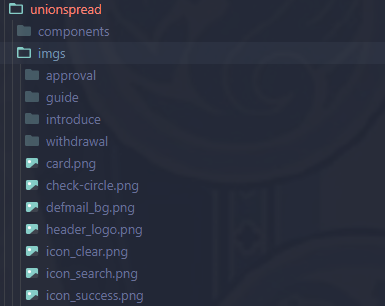 unionspread
components
imgs
approval
guide
introduce
withdrawal
card.png
check-circle.png
defmail_bg.png
header_logo.png
icon_clear.png
icon_search.png
icon_success.png